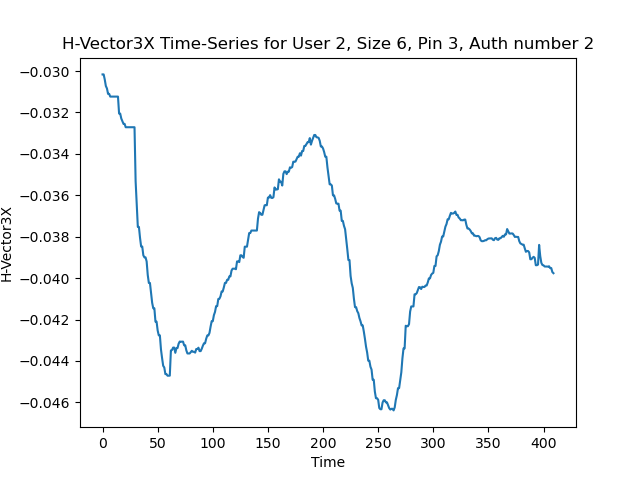 H-Vector3X Time-Series for User 2, Size 6, Pin 3, Auth number 2
−0.030
−0.032
−0.034
−0.036
−0.038
−0.040
−0.042
−0.044
−0.046
H-Vector3X
0 50 100 150 200 250 300 350 400
Time